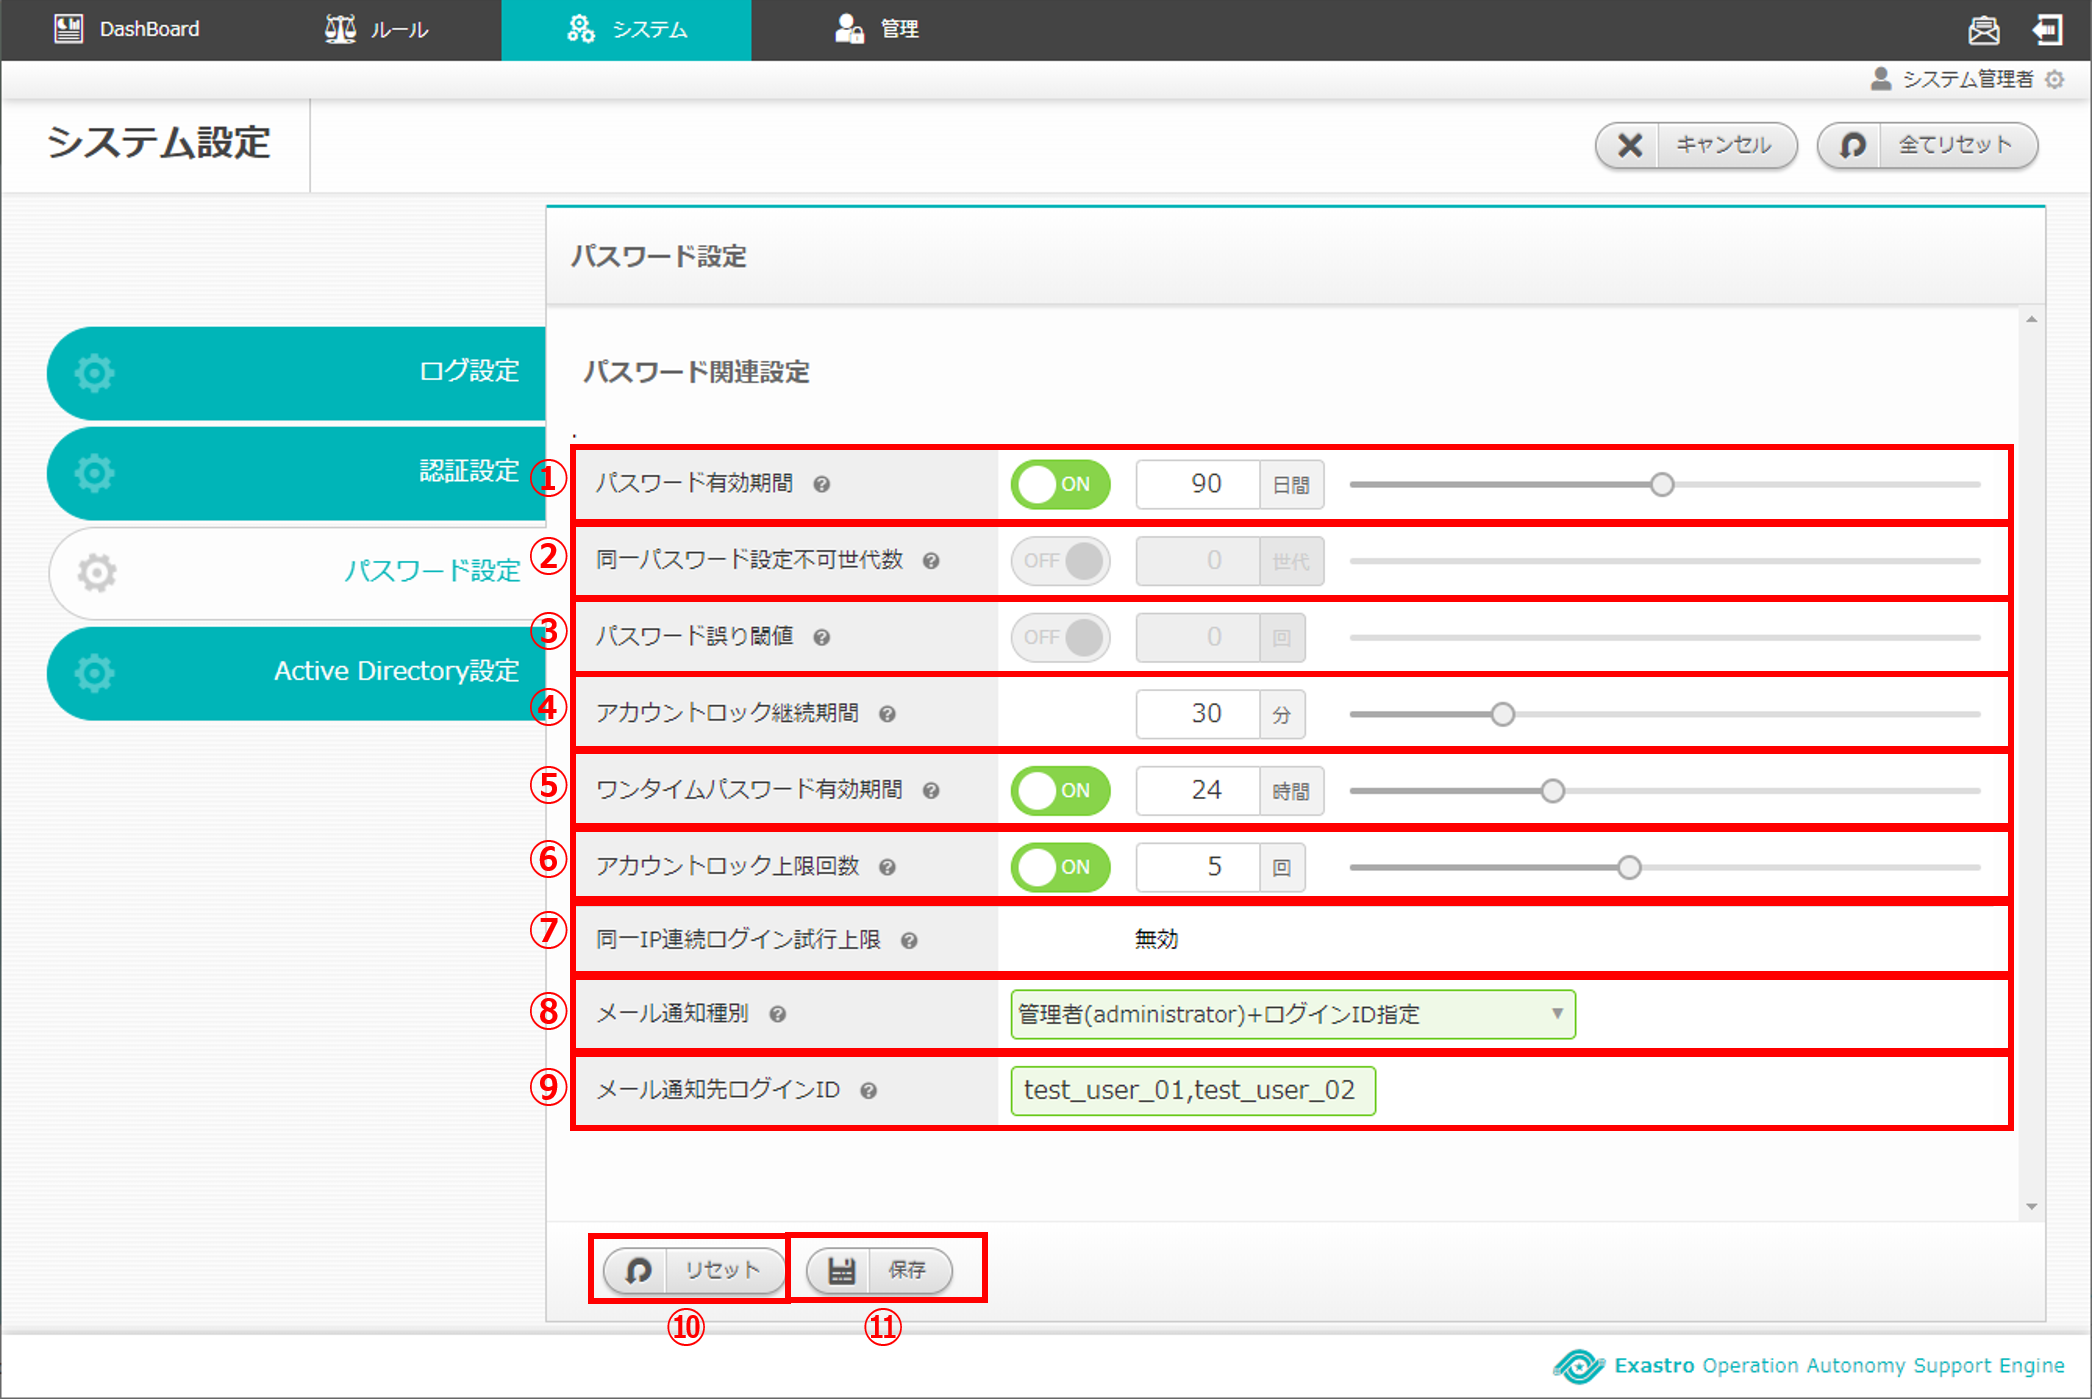 DashBoard ルール システム 管理
システム管理者
システム設定 キャンセル 全てリセット
パスワード設定
ログ設定
認証設定
パスワード設定
Active Directory設定
パスワード関連設定
.
① パスワード有効期間 ? ON 90 日間
② 同一パスワード設定不可世代数 ? OFF 0 世代
③ パスワード誤り閾値 ? OFF 0 回
④ アカウントロック継続期間 ? 30 分
⑤ ワンタイムパスワード有効期間 ? ON 24 時間
⑥ アカウントロック上限回数 ? ON 5 回
⑦ 同一IP連続ログイン試行上限 ? 無効
⑧ メール通知種別 ? 管理者(administrator)+ログインID指定 ▼
⑨ メール通知先ログインID ? test_user_01,test_user_02
リセット 保存
⑩ ⑪
Exastro Operation Autonomy Support Engine